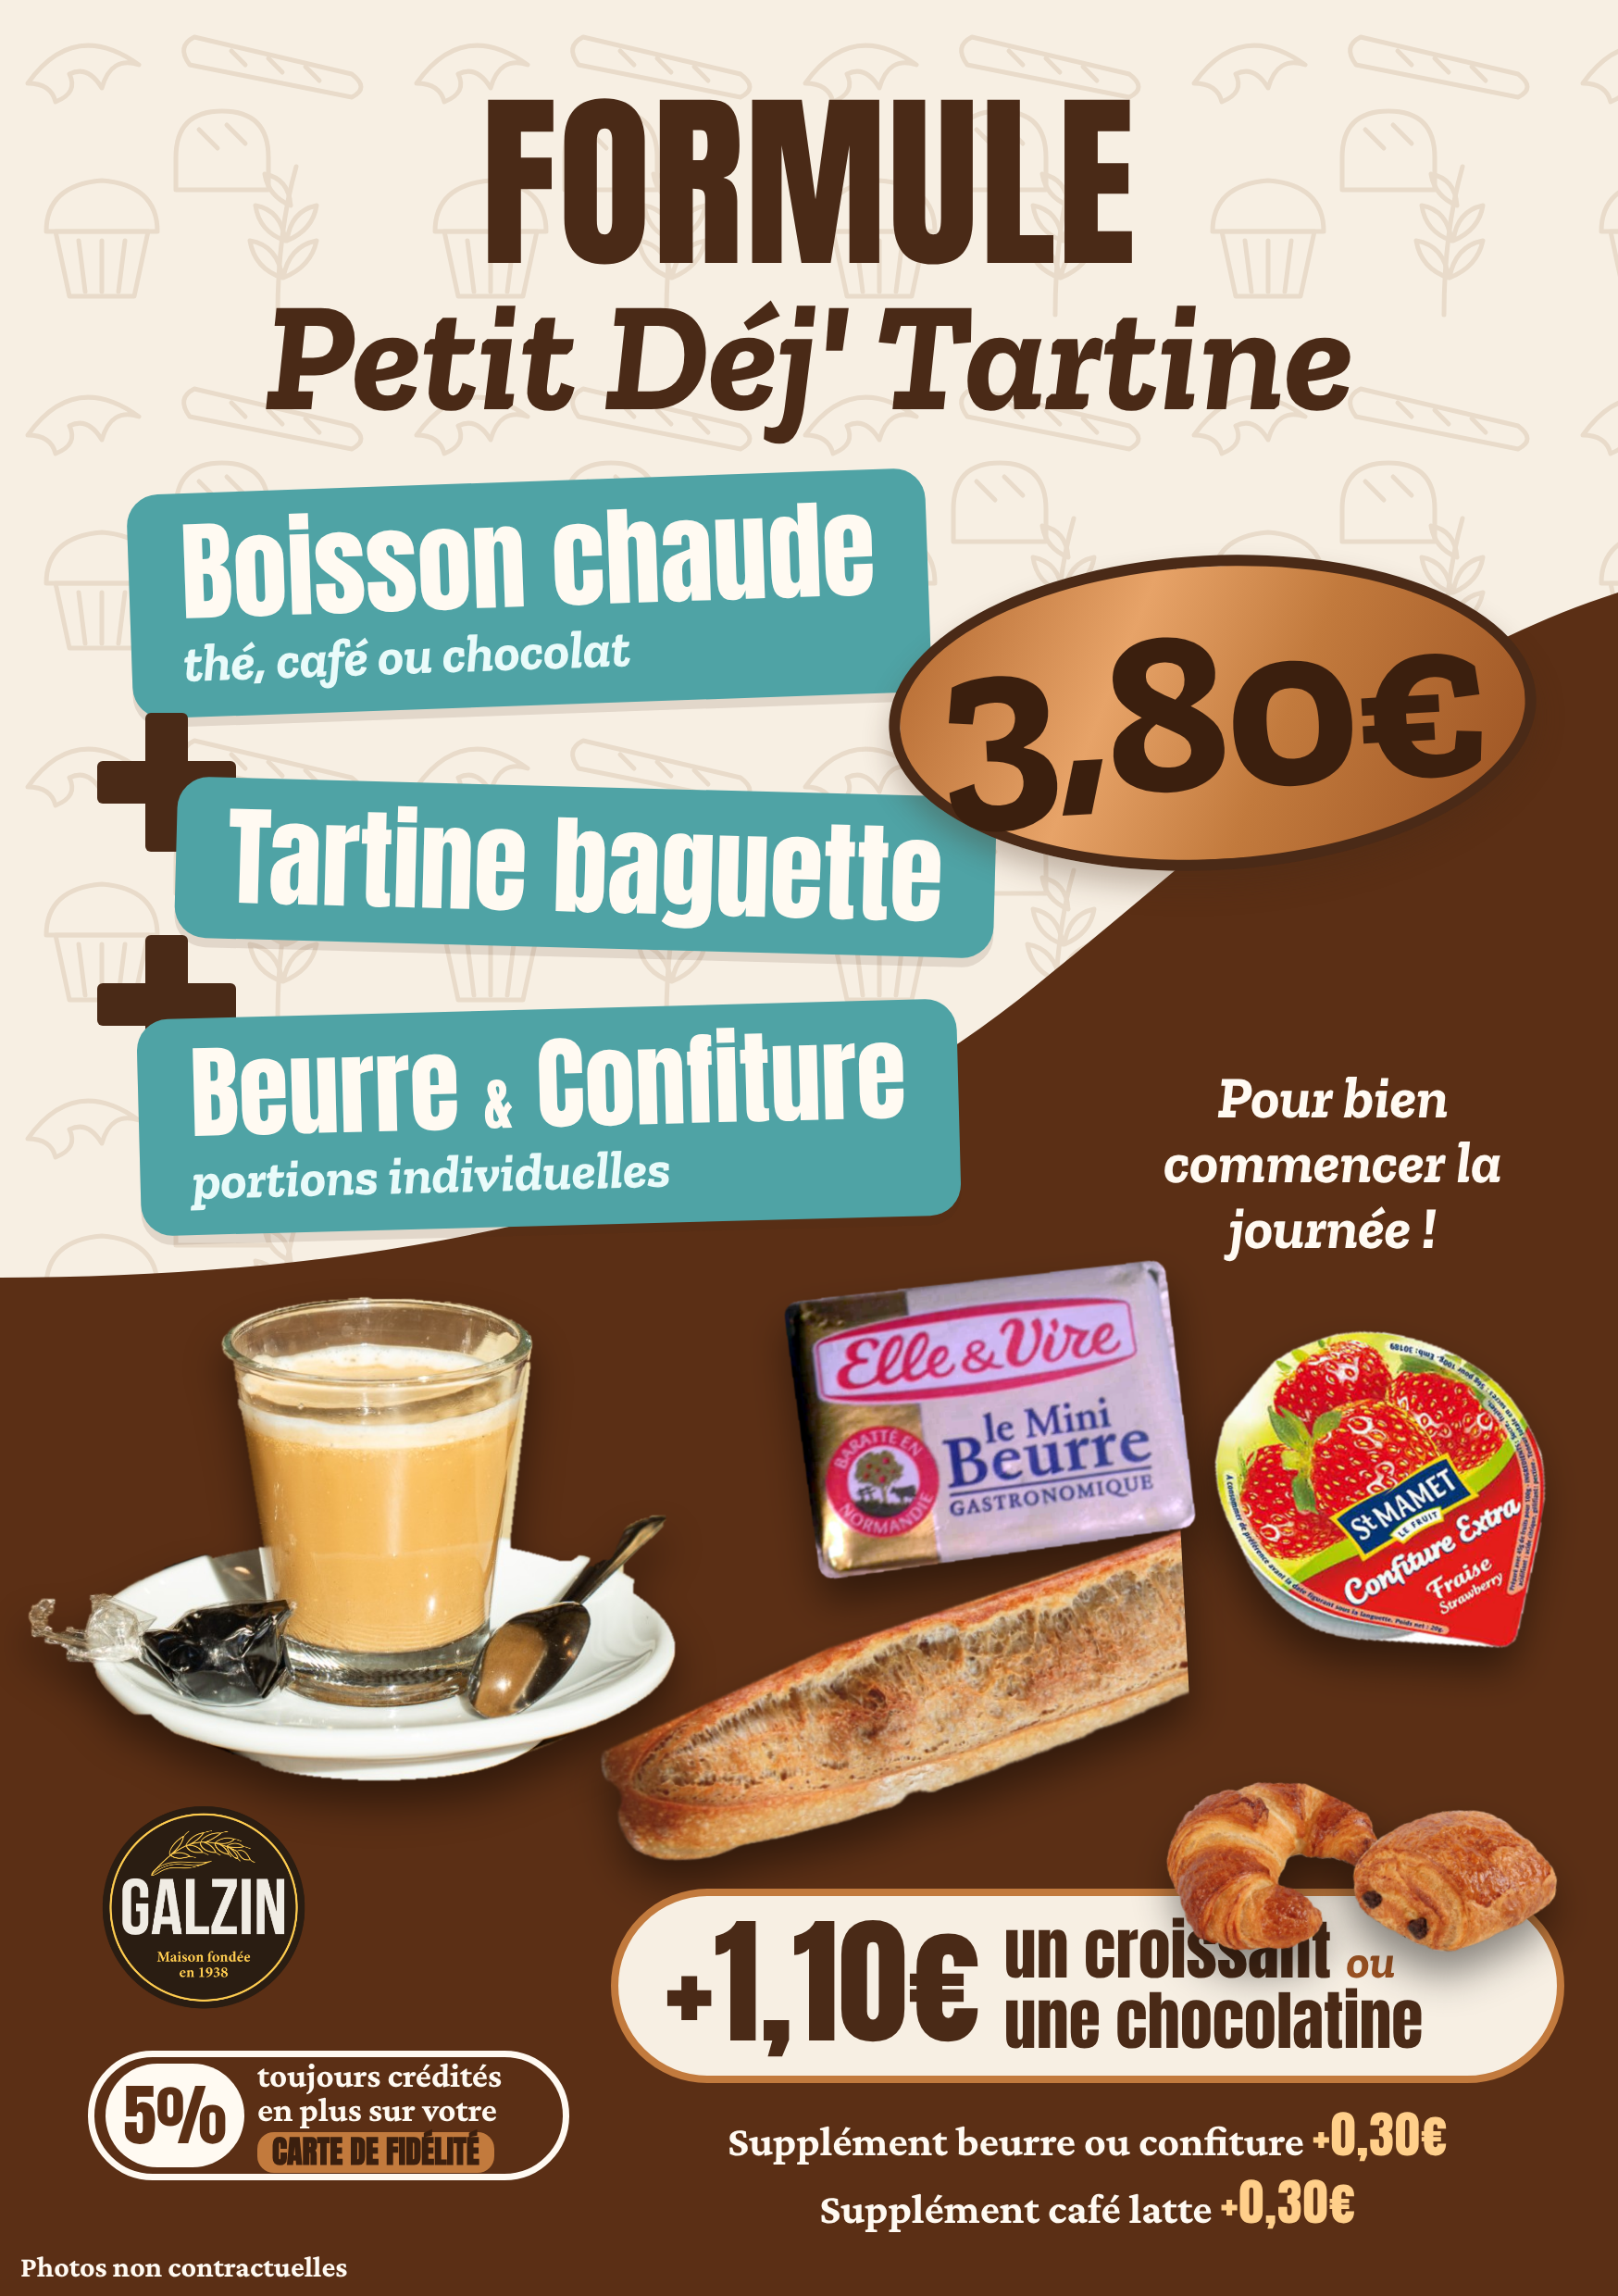 FORMULE
Petit Déj' Tartine
Boisson chaude
thé, café ou chocolat
3,80€
Tartine baguette
Beurre & Confiture
portions individuelles
Pour bien
commencer la
journée !
Elle & Vire
le Mini
Beurre
GASTRONOMIQUE
BARATTÉ EN
NORMANDIE
St MAMET
LE FRUIT
Confiture Extra
Fraise
Strawberry
GALZIN
Maison fondée
en 1938
+1,10€
un croissant ou
une chocolatine
5%
toujours crédités
en plus sur votre
CARTE DE FIDÉLITÉ
Supplément beurre ou confiture +0,30€
Supplément café latte +0,30€
Photos non contractuelles